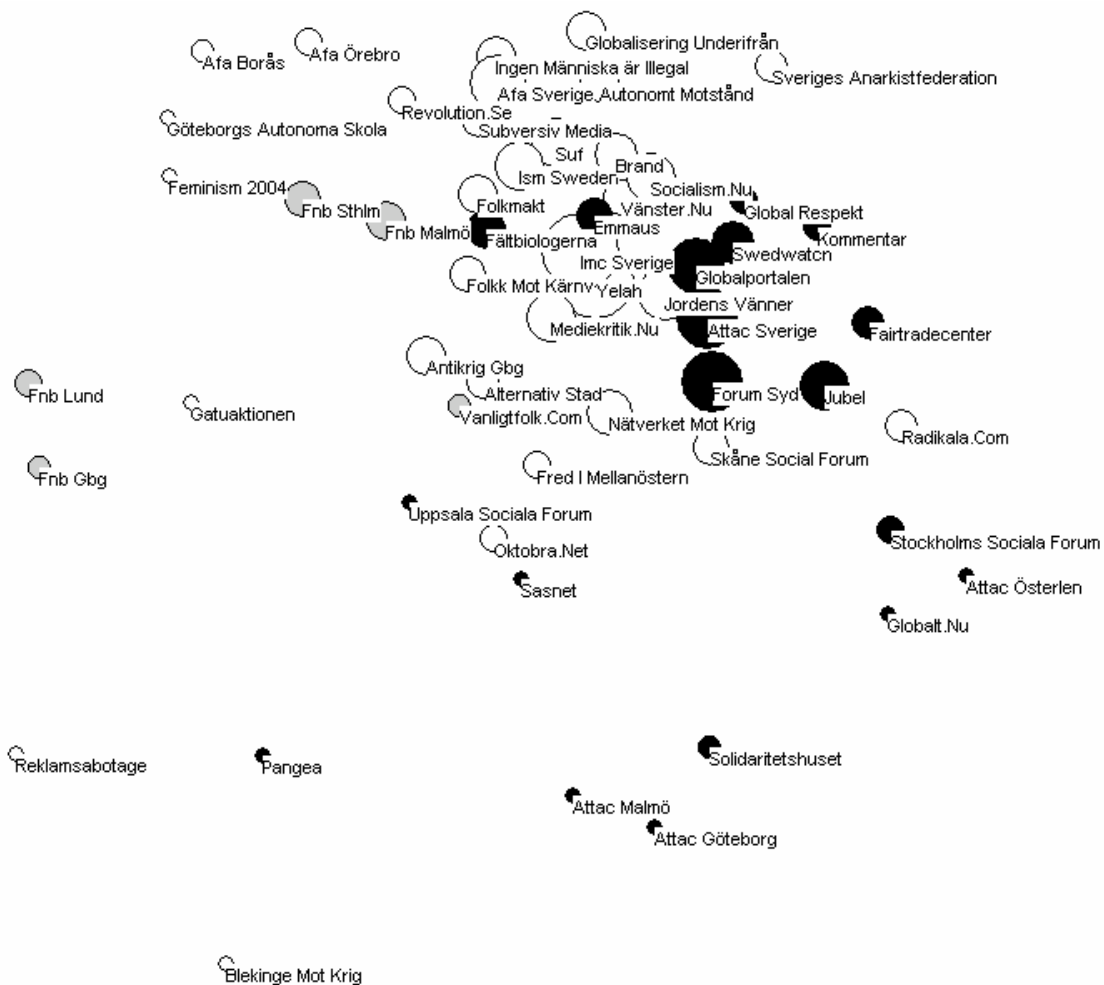 Globalisering Underifrån
Afa Örebro
Afa Borås
Ingen Människa är Illegal
Sveriges Anarkistfederation
Afa Sverige
Autonomt Motstånd
Revolution.Se
Göteborgs Autonoma Skola
Subversiv Media
Suf
Brand
Ism Sweden
Feminism 2004
Socialism.Nu
Folkmakt
Vänster.Nu
Fnb Sthlm
Global Respekt
Emmaus
Fnb Malmö
Fältbiologerna
Kommentar
Swedwatch
Imc Sverige
Globalportalen
Folkk Mot Kärnv
Yelah
Jordens Vänner
Mediekritik.Nu
Attac Sverige
Fairtradecenter
Antikrig Gbg
Fnb Lund
Alternativ Stad
Forum Syd
Jubel
Gatuaktionen
Vanligtfolk.Com
Nätverket Mot Krig
Radikala.Com
Skåne Social Forum
Fnb Gbg
Fred I Mellanöstern
Uppsala Sociala Forum
Stockholms Sociala Forum
Oktobra.Net
Sasnet
Attac Österlen
Globalt.Nu
Solidaritetshuset
Reklamsabotage
Pangea
Attac Malmö
Attac Göteborg
Blekinge Mot Krig